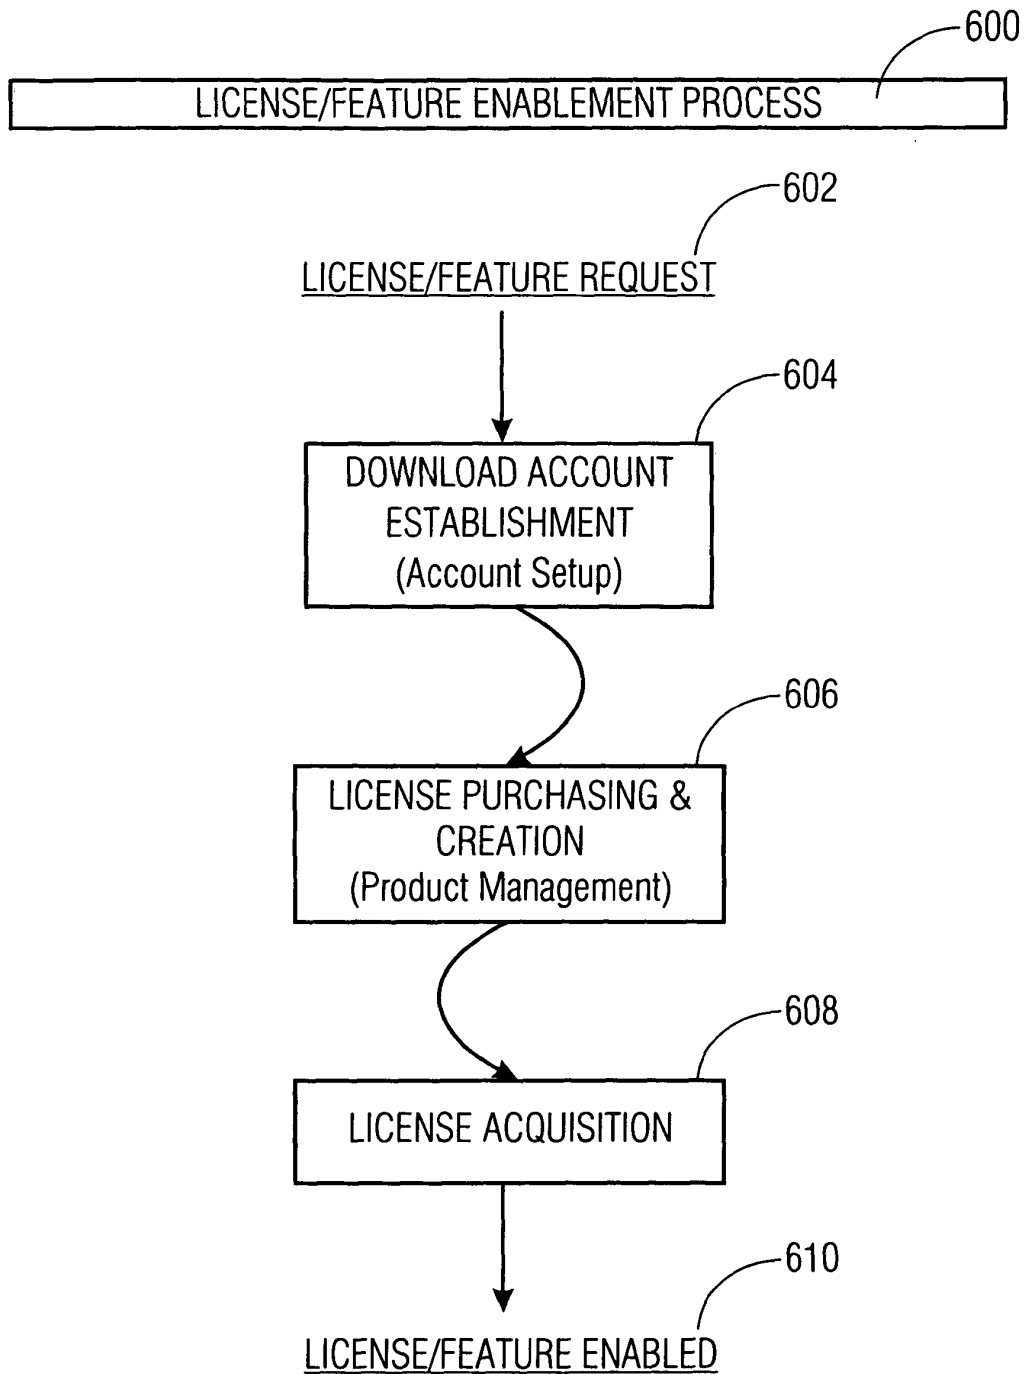 600
LICENSE/FEATURE ENABLEMENT PROCESS
602
LICENSE/FEATURE REQUEST
604
DOWNLOAD ACCOUNT
ESTABLISHMENT
(Account Setup)
606
LICENSE PURCHASING &
CREATION
(Product Management)
608
LICENSE ACQUISITION
610
LICENSE/FEATURE ENABLED